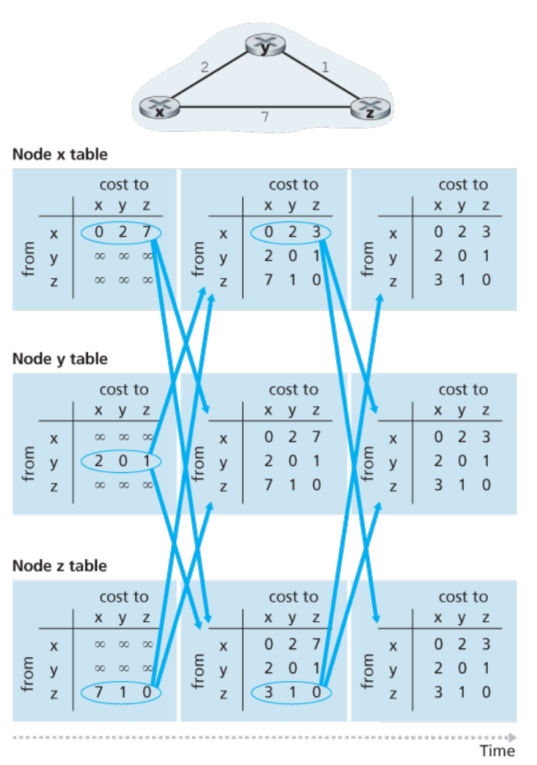 y
2 1
x z
7
Node x table
cost to cost to cost to
x y z x y z x y z
from x 0 2 7 from x 0 2 3 from x 0 2 3
y ∞ ∞ ∞ y 2 0 1 y 2 0 1
z ∞ ∞ ∞ z 7 1 0 z 3 1 0
Node y table
cost to cost to cost to
x y z x y z x y z
from x ∞ ∞ ∞ from x 0 2 7 from x 0 2 3
y 2 0 1 y 2 0 1 y 2 0 1
z ∞ ∞ ∞ z 7 1 0 z 3 1 0
Node z table
cost to cost to cost to
x y z x y z x y z
from x ∞ ∞ ∞ from x 0 2 7 from x 0 2 3
y ∞ ∞ ∞ y 2 0 1 y 2 0 1
z 7 1 0 z 3 1 0 z 3 1 0
Time